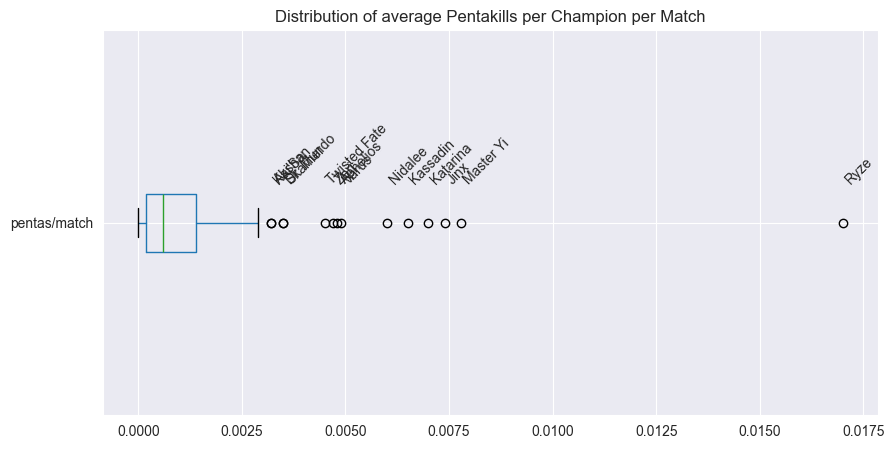 Distribution of average Pentakills per Champion per Match
Twisted Fate
Nidalee
Kassadin
Katarina
Jinx
Master Yi
Ryze
pentas/match
0.0000
0.0025
0.0050
0.0075
0.0100
0.0125
0.0150
0.0175